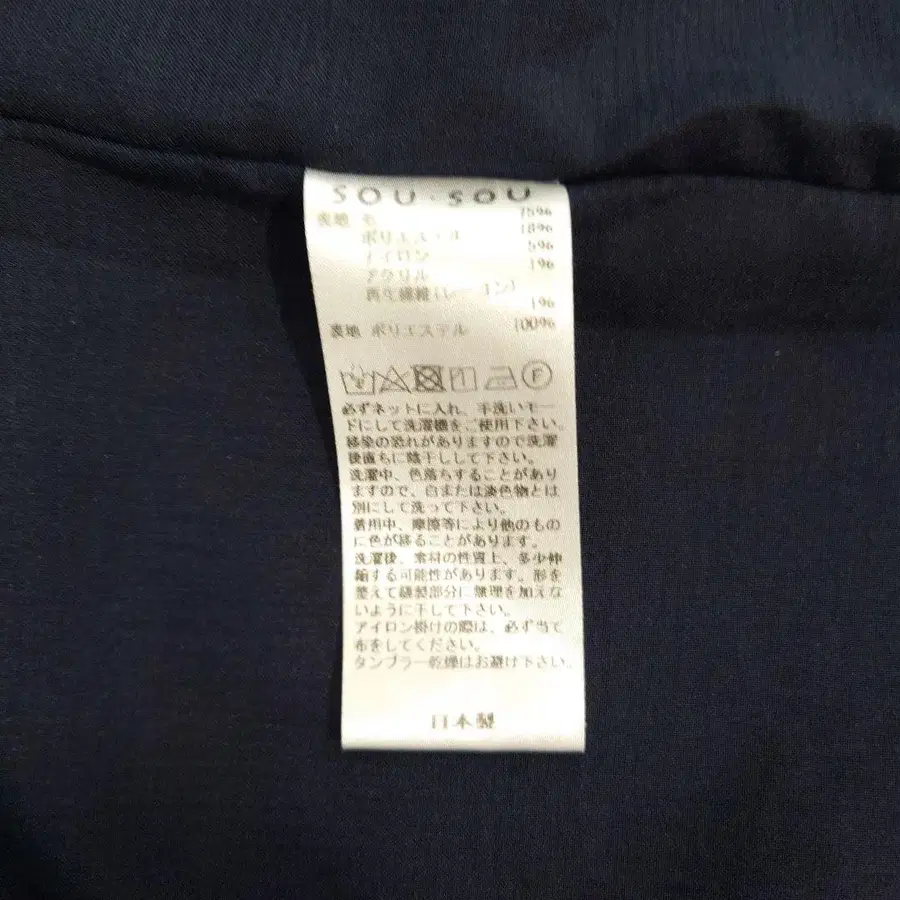 SOU・SOU
表地 毛 75%
ポリエステル 18%
ナイロン 5%
アクリル 1%
再生繊維(レーヨン)
1%
表地 ポリエステル 100%
F
必ずネットに入れ、手洗いモー
ドにして洗濯機をご使用下さい。
移染の恐れがありますので洗濯
後直ちに陰干しして下さい。
洗濯中、色落ちすることがあり
ますので、白または淡色物とは
別にして洗って下さい。
着用中、摩擦等により他のもの
に色が移ることがあります。
洗濯後、素材の性質上、多少伸
縮する可能性があります。形を
整えて縫製部分に無理を加えな
いように干して下さい。
アイロン掛けの際は、必ず当て
布をしてください。
タンブラー乾燥はお避け下さい。
日本製